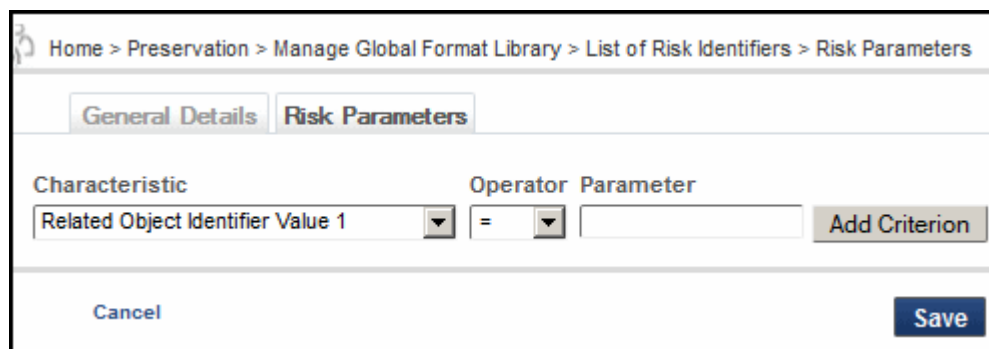 Home > Preservation > Manage Global Format Library > List of Risk Identifiers > Risk Parameters
General Details Risk Parameters
Characteristic Operator Parameter
Related Object Identifier Value 1 = Add Criterion
Cancel Save